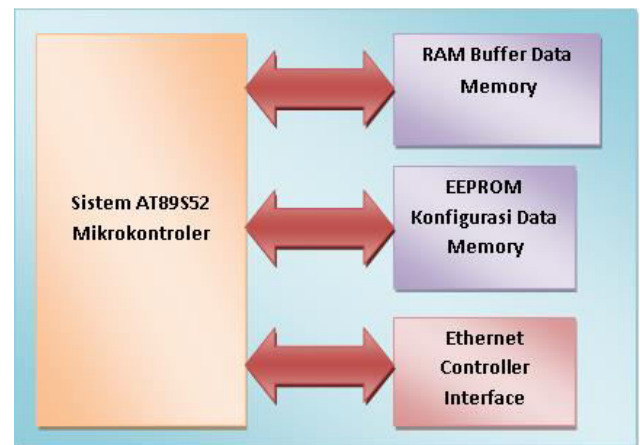 Sistem AT89S52
Mikrokontroler
RAM Buffer Data
Memory
EEPROM
Konfigurasi Data
Memory
Ethernet
Controller
Interface